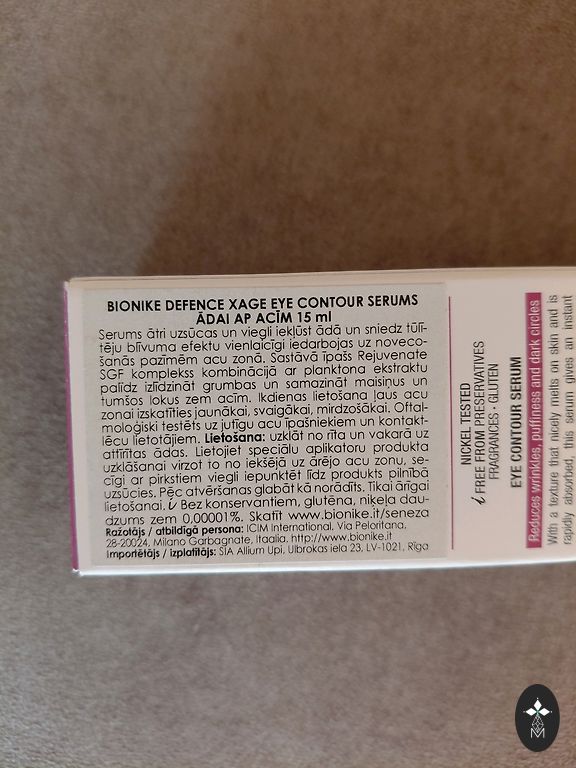 BIONIKE DEFENCE XAGE EYE CONTOUR SERUMS
ĀDAI AP ACĪM 15 ml
Serums ātri uzsūcas un viegli iekļūst ādā un sniedz tūlī-
tēju blīvuma efektu vienlaicīgi iedarbojas uz noveco-
šanās pazīmēm acu zonā. Sastāvā īpašs Rejuvenate
SGF komplekss kombinācijā ar planktona ekstraktu
palīdz izlīdzināt grumbas un samazināt maisiņus un
tumšos lokus zem acīm. Ikdienas lietošana ļaus acu
zonai izskatīties jaunākai, svaigākai, mirdzošākai. Oftal-
moloģiski testēts uz jutīgu acu īpašniekiem un kontakt-
lēcu lietotājiem. Lietošana: uzklāt no rīta un vakarā uz
attīrītas ādas. Lietojiet speciālu aplikatoru produkta
uzklāšanai virzot to no iekšējā uz ārējo acu zonu, se-
cīgi ar pirkstiem viegli iepunktēt līdz produkts pilnībā
uzsūcies. Pēc atvēršanas glabāt kā norādīts. Tikai ārīgai
lietošanai. Bez konservantiem, glutēna, niķeļa dau-
dzums zem 0,00001%. Skatīt www.bionike.it/seneza
Ražotājs / atbildīgā persona: ICIM International, Via Peloritana,
28-20024, Milano Garbagnate, Itaalia, http://www.bionike.it/
Importētājs / izplatītājs: SIA Allium Upi, Ulbrokas iela 23, LV-1021, Rīga
NICKEL TESTED
FREE FROM PRESERVATIVES
FRAGRANCES • GLUTEN
EYE CONTOUR SERUM
Reduces wrinkles, puffiness and dark circles
With a texture that nicely melts on skin and is
rapidly absorbed, this serum gives an instant